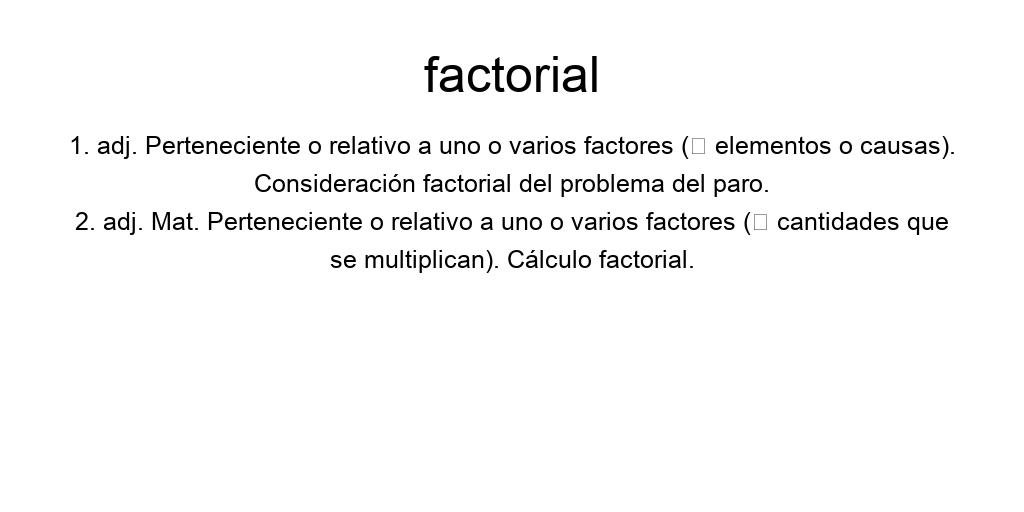 factorial
1. adj. Perteneciente o relativo a uno o varios factores (□ elementos o causas).
Consideración factorial del problema del paro.
2. adj. Mat. Perteneciente o relativo a uno o varios factores (□ cantidades que
se multiplican). Cálculo factorial.